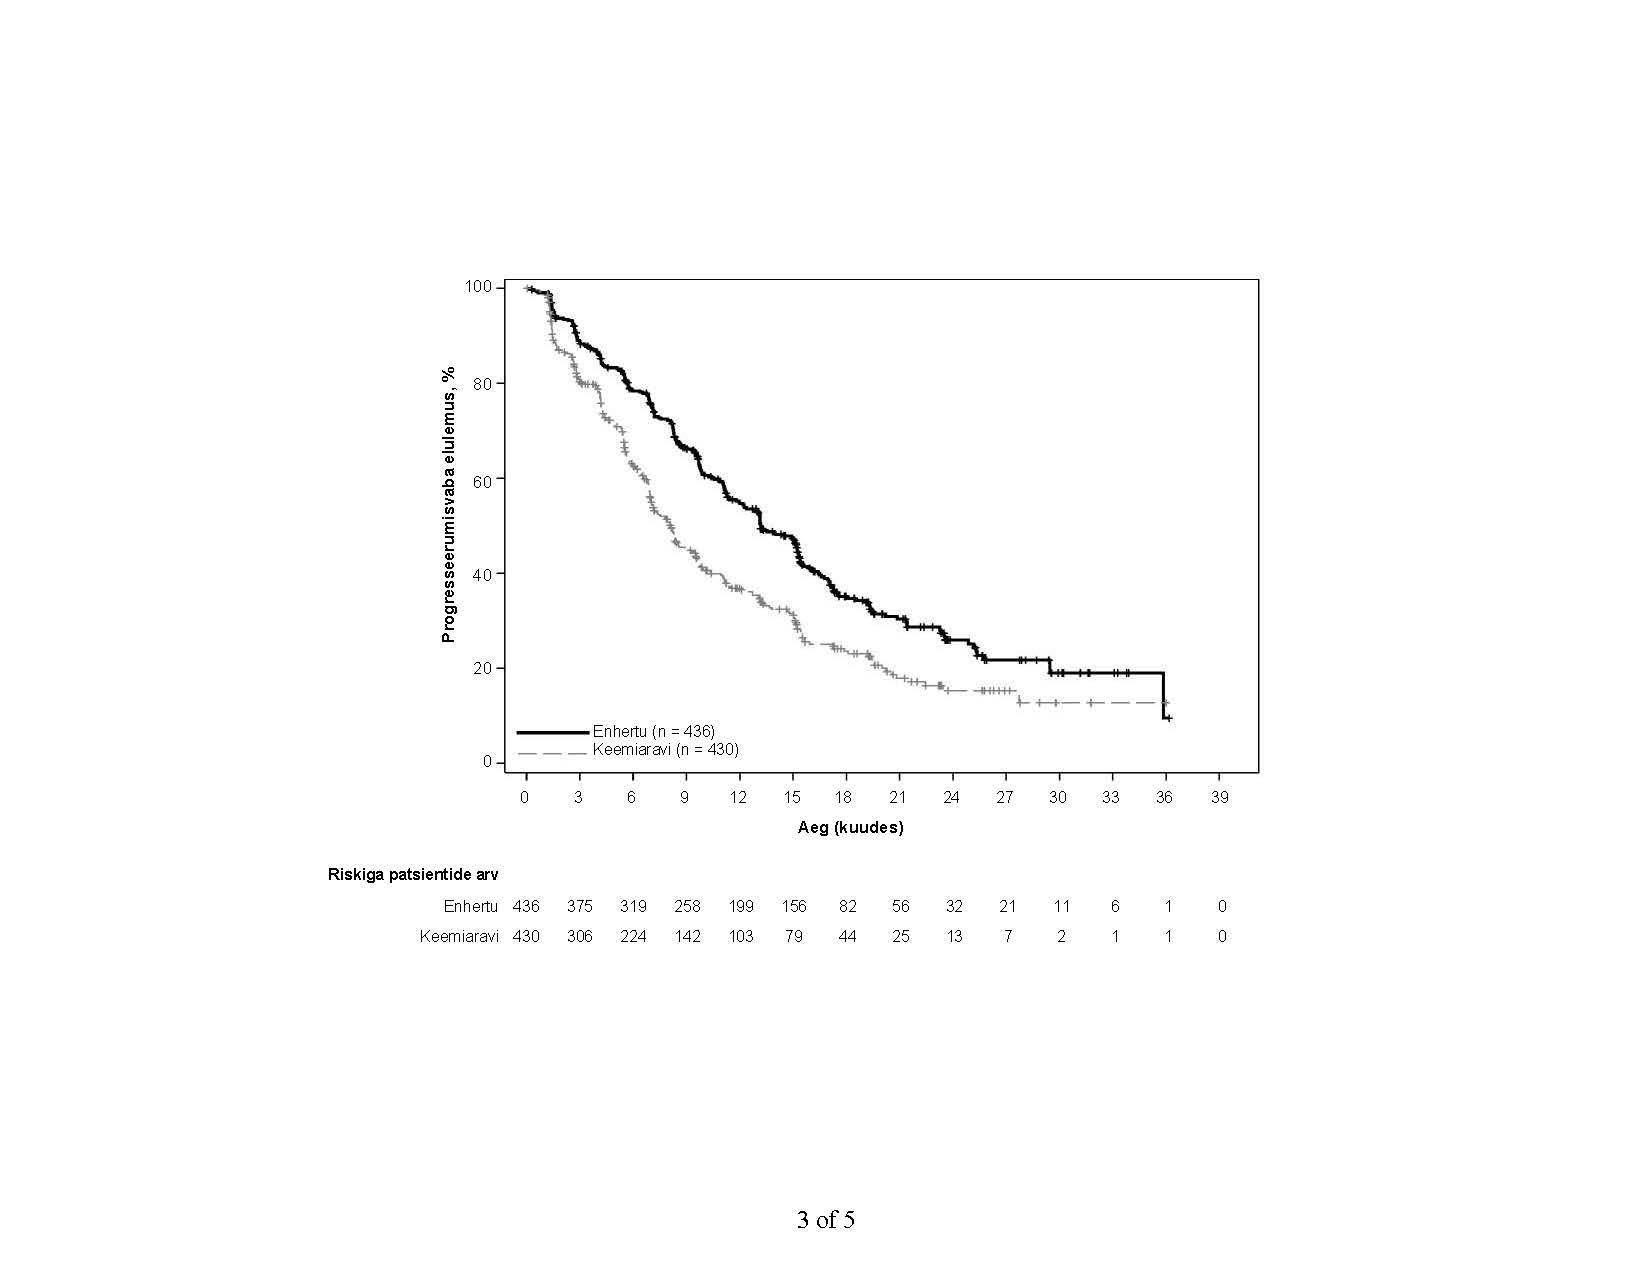 100
80
60
40
20
0
Progresseerumisvaba elulemus, %
Enhertu (n = 436)
Keemiaravi (n = 430)
0 3 6 9 12 15 18 21 24 27 30 33 36 39
Aeg (kuudes)
Riskiga patsientide arv
Enhertu 436 375 319 258 199 156 82 56 32 21 11 6 1 0
Keemiaravi 430 306 224 142 103 79 44 25 13 7 2 1 1 0
3 of 5